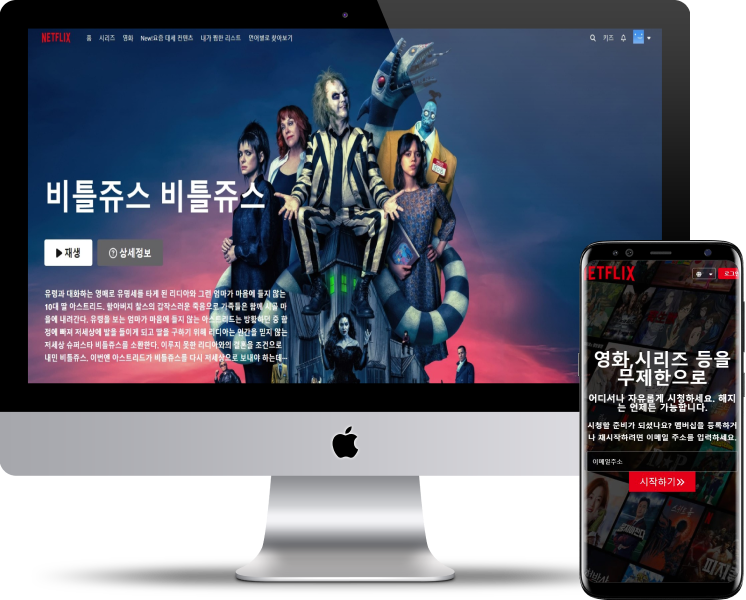 NETFLIX 홈 시리즈 영화 New!요즘 대세 컨텐츠 내가 찜한 리스트 언어별로 찾아보기 키즈
비틀쥬스 비틀쥬스
재생 상세정보
유령과 대화하는 영매로 유명세를 타게 된 리디아와 그런 엄마가 마음에 들지 않는
10대 딸 아스트리드. 할아버지 찰스의 갑작스러운 죽음으로 가족들은 함께 시골 마
을에 내려간다. 유령을 보는 엄마가 마음에 들지 않는 아스트리드는 방황하던 중 함
정에 빠져 저세상에 발을 들이게 되고 딸을 구하기 위해 리디아는 인간을 믿지 않는
저세상 슈퍼스타 비틀쥬스를 소환한다. 이루지 못한 리디아와의 결혼을 조건으로
내민 비틀쥬스. 이번엔 아스트리드가 비틀쥬스를 다시 저세상으로 보내야 하는데...
ETFLIX 로그인
영화,시리즈 등을
무제한으로
어디서나 자유롭게 시청하세요. 해지
는 언제든 가능합니다.
시청할 준비가 되셨나요? 멤버십을 등록하거
나 재시작하려면 이메일 주소를 입력하세요.
이메일주소
시작하기